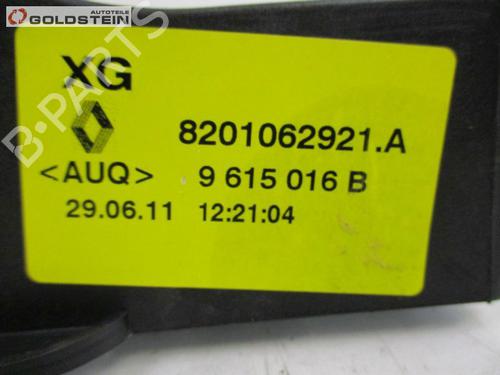 AUTOTEILE
GOLDSTEIN
XG
8201062921.A
<AUQ> 9 615 016 B
29.06.11 12:21:04
B-PARTS